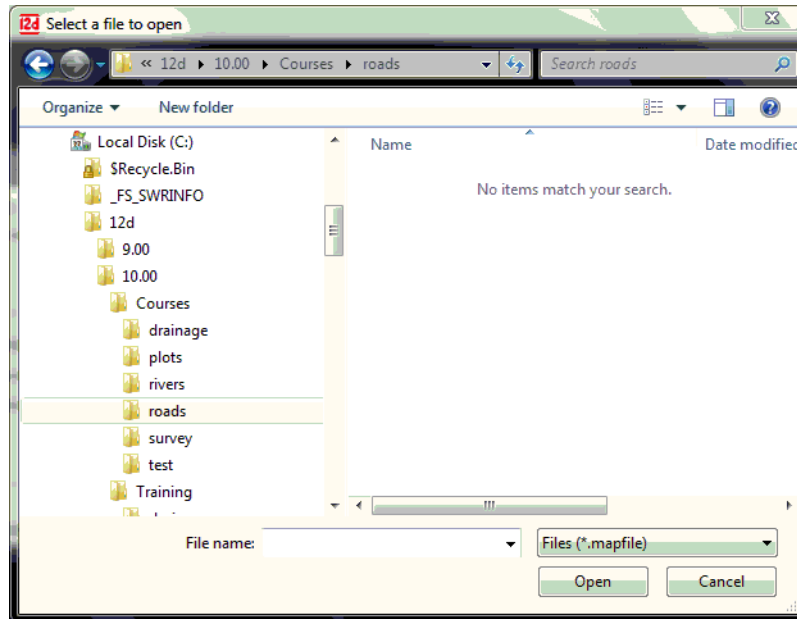 12d Select a file to open
« 12d 10.00 Courses roads Search roads
Organize New folder
Local Disk (C:) Name Date modified
$Recycle.Bin No items match your search.
_FS_SWRINFO
12d
9.00
10.00
Courses
drainage
plots
rivers
roads
survey
test
Training
File name: Files (*.mapfile)
Open Cancel